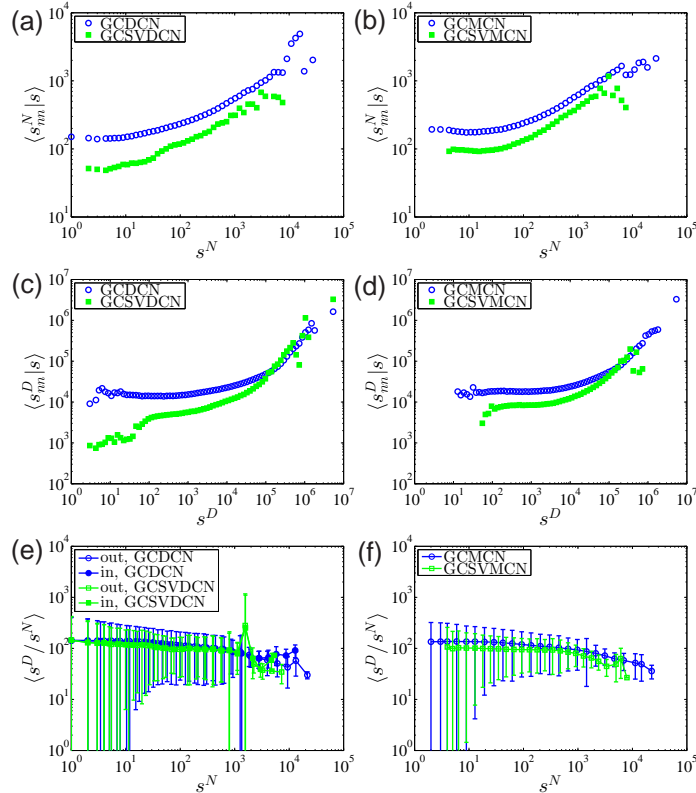 (a)
GCDCN
GCSVDCN
10^4
10^3
10^2
10^1
⟨s_nn^N|s⟩
10^0 10^1 10^2 10^3 10^4 10^5
s^N
(b)
GCMCN
GCSVMCN
10^4
10^3
10^2
10^1
⟨s_nn^N|s⟩
10^0 10^1 10^2 10^3 10^4 10^5
s^N
(c)
GCDCN
GCSVDCN
10^7
10^6
10^5
10^4
10^3
10^2
⟨s_nn^D|s⟩
10^0 10^1 10^2 10^3 10^4 10^5 10^6 10^7
s^D
(d)
GCMCN
GCSVMCN
10^7
10^6
10^5
10^4
10^3
10^2
⟨s_nn^D|s⟩
10^0 10^1 10^2 10^3 10^4 10^5 10^6 10^7
s^D
(e)
out, GCDCN
in, GCDCN
out, GCSVDCN
in, GCSVDCN
10^4
10^3
10^2
10^1
10^0
⟨s^D/s^N⟩
10^0 10^1 10^2 10^3 10^4 10^5
s^N
(f)
GCMCN
GCSVMCN
10^4
10^3
10^2
10^1
10^0
⟨s^D/s^N⟩
10^0 10^1 10^2 10^3 10^4 10^5
s^N